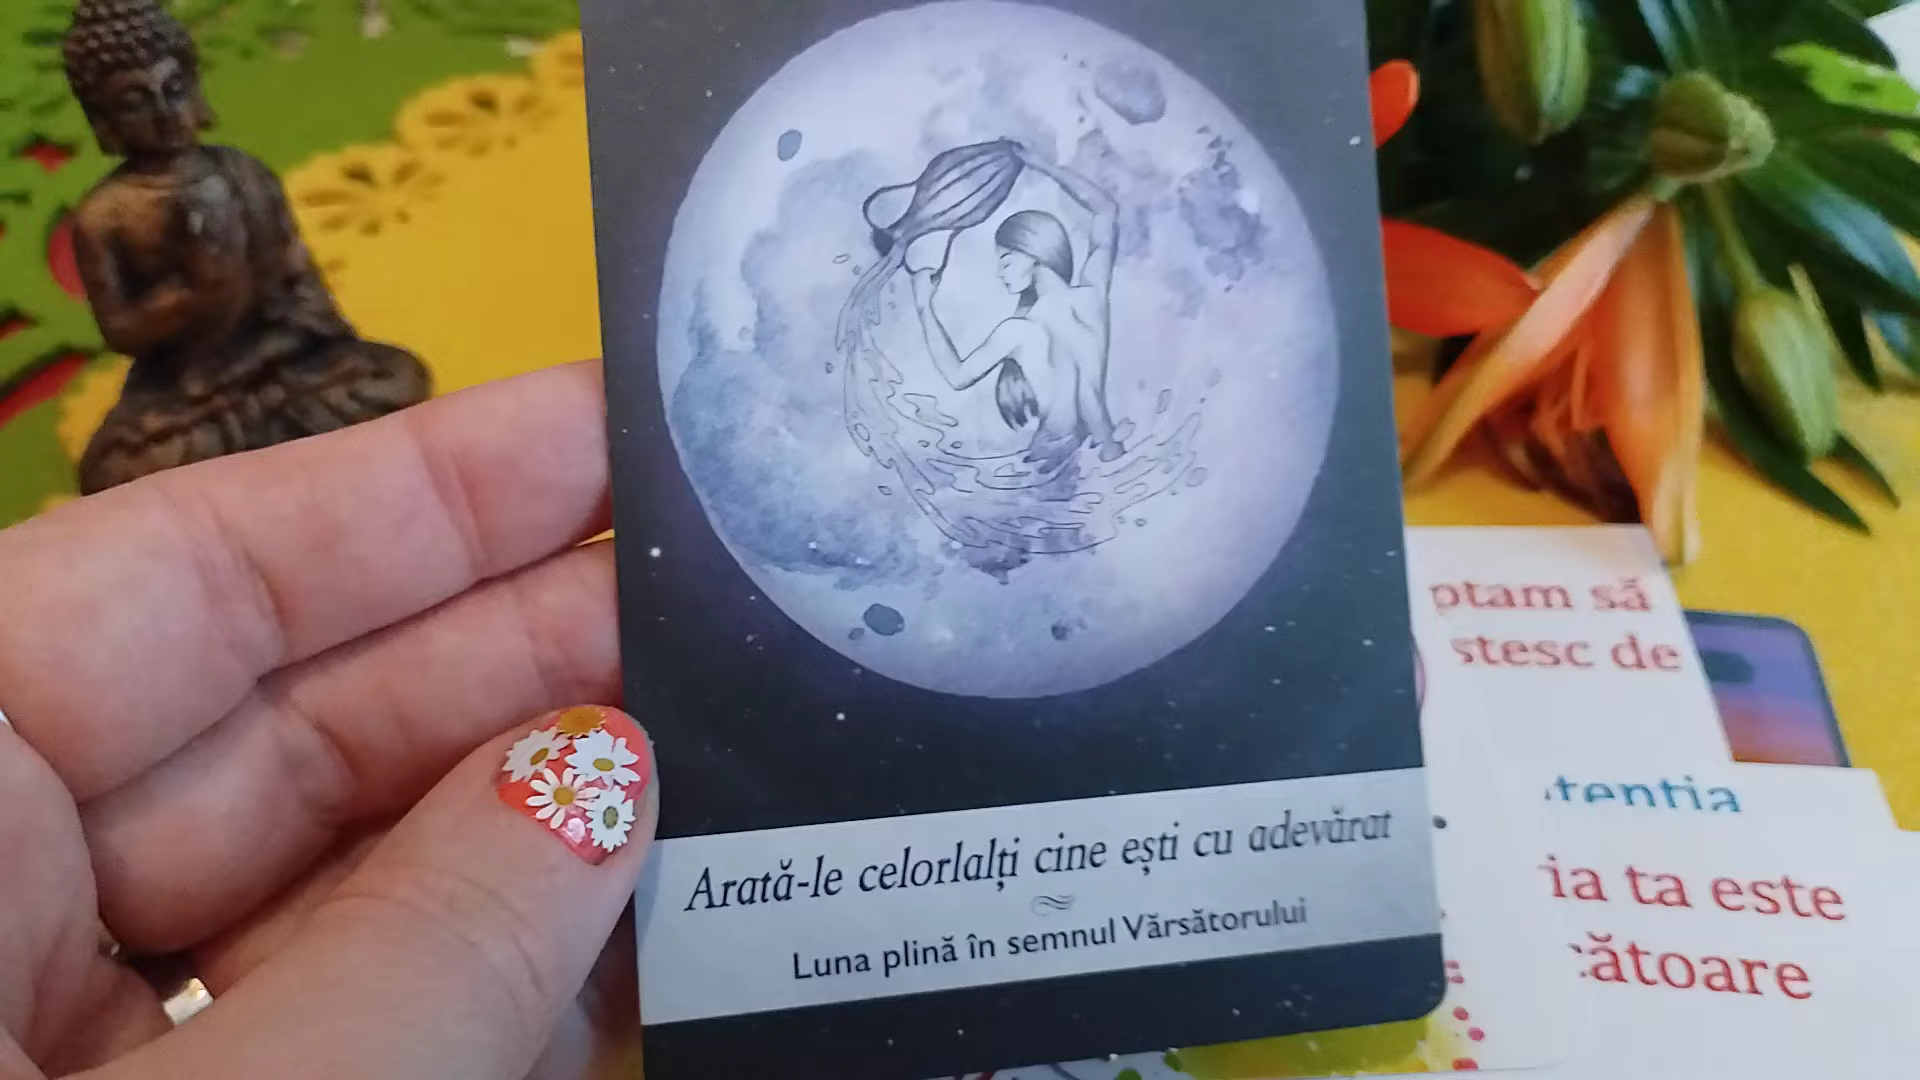 Arată-le celorlalți cine ești cu adevărat
Luna plină în semnul Vărsătorului
ptam să
stesc de
tentia
ia ta este
ătoare